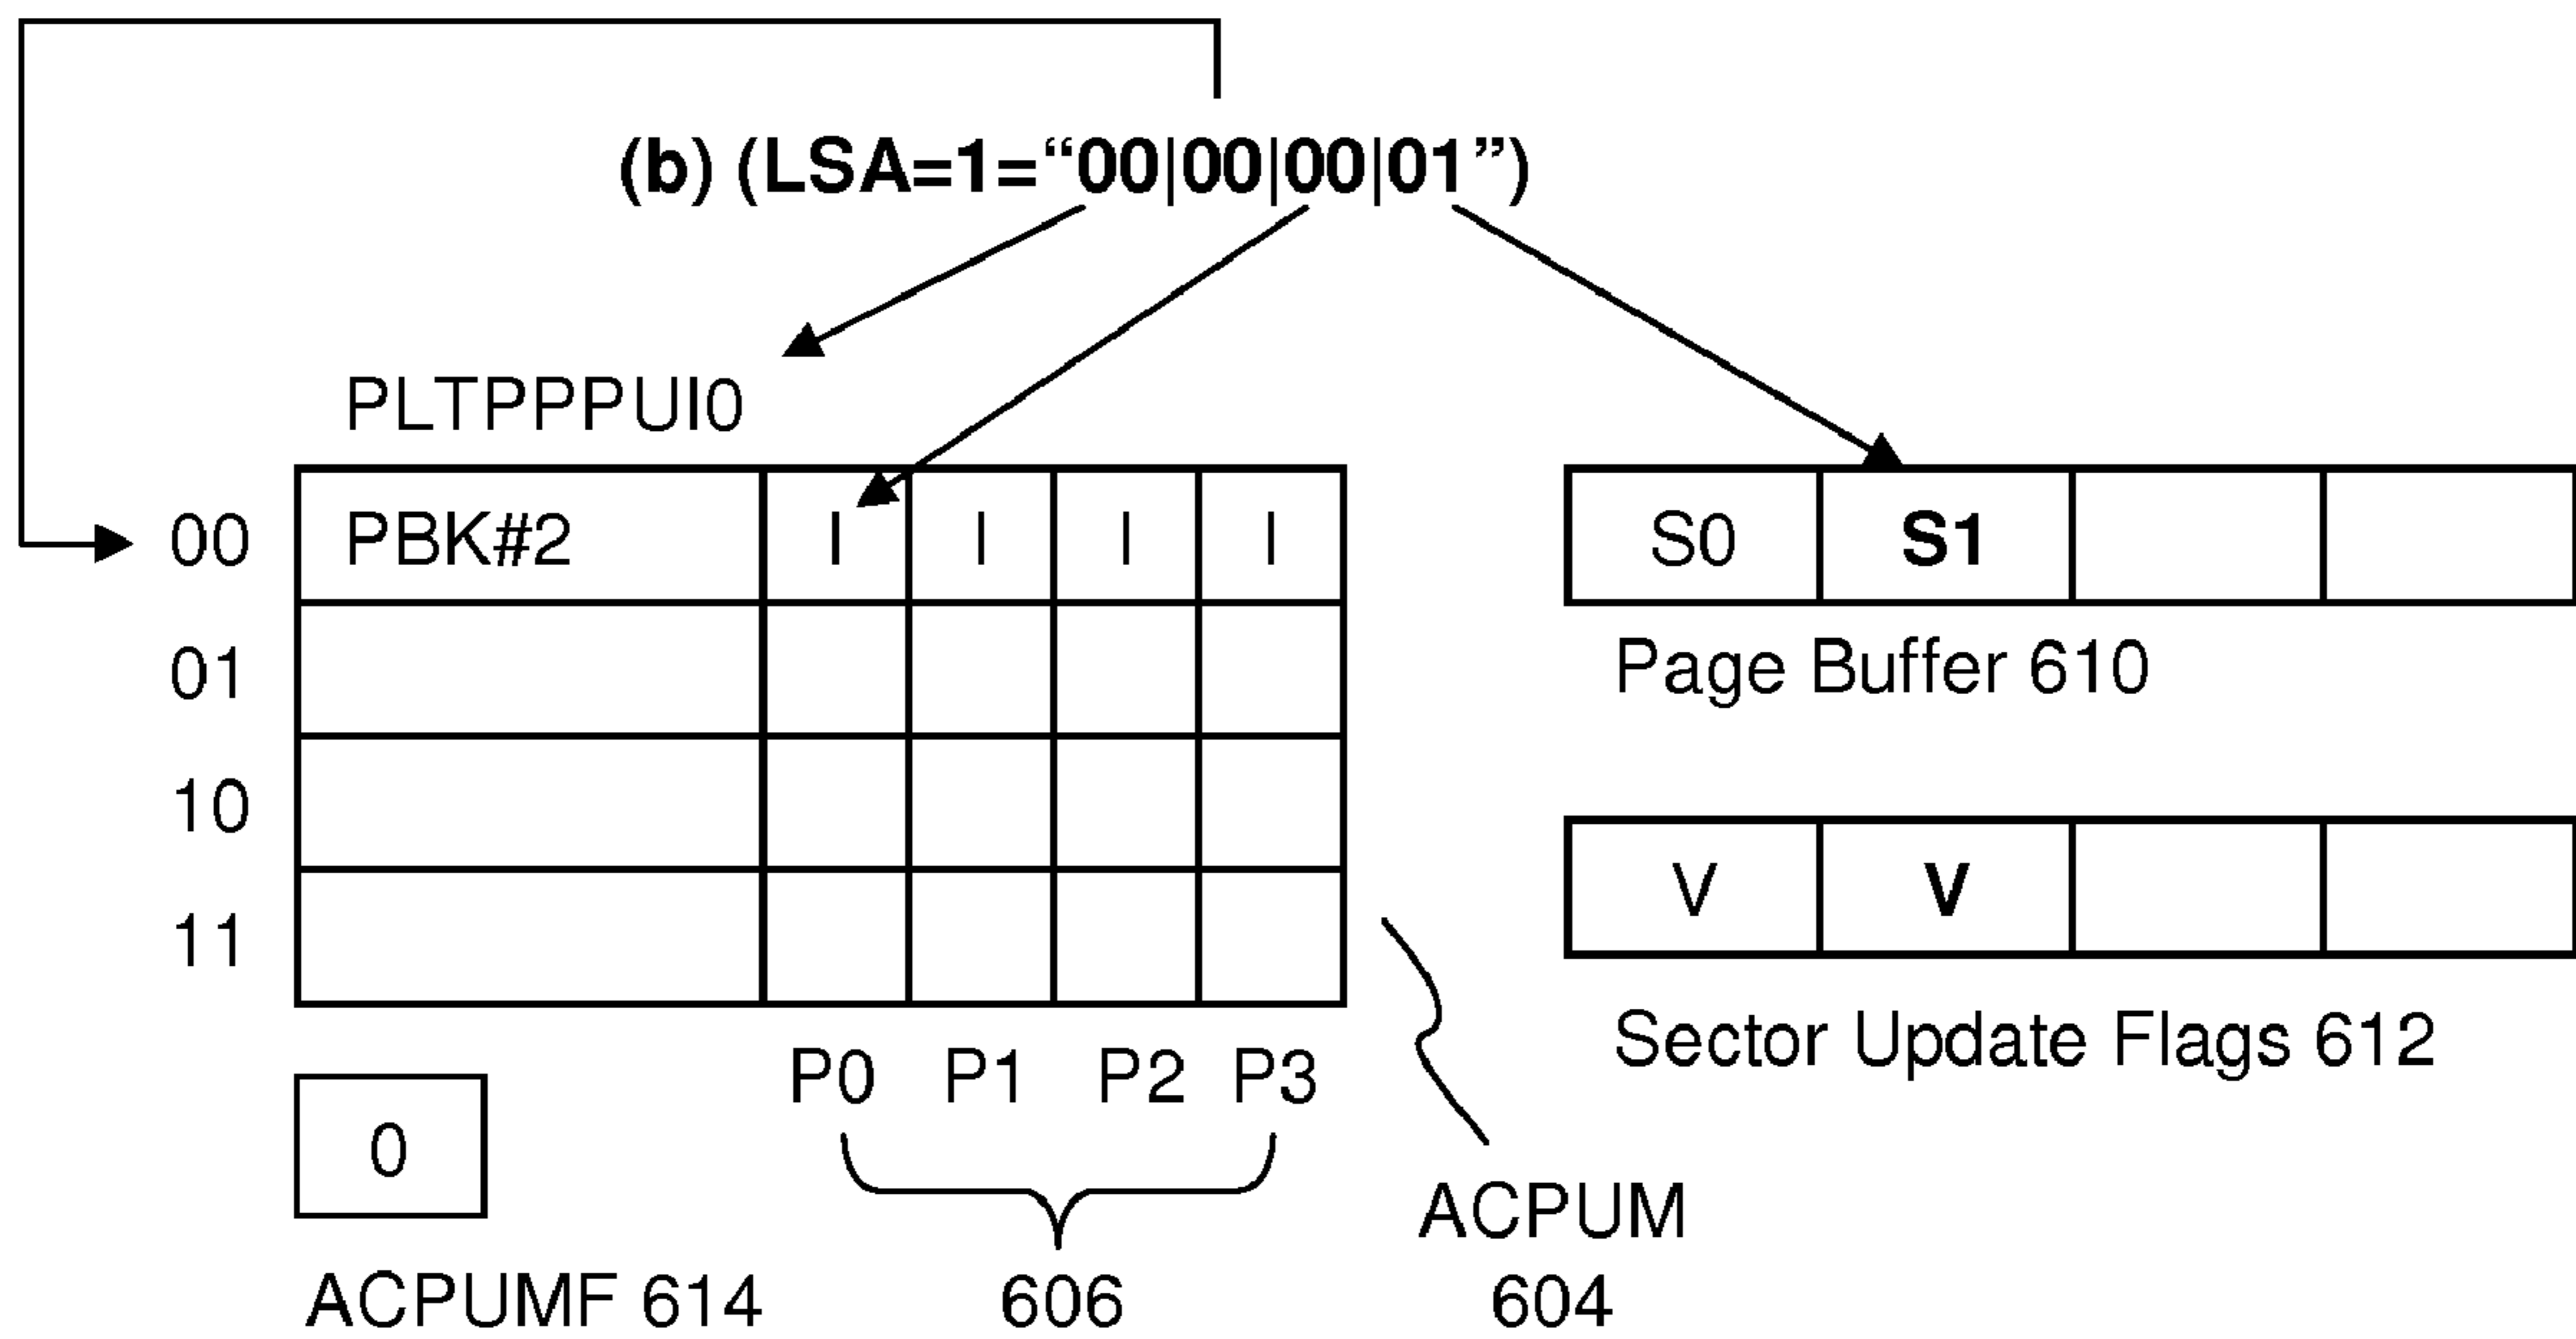 (b) (LSA=1=“00|00|00|01”)
PLTPPPUI0
00 PBK#2 I I I I
01
10
11
P0 P1 P2 P3
606
0
ACPUMF 614
ACPUM
604
S0 S1
Page Buffer 610
V V
Sector Update Flags 612